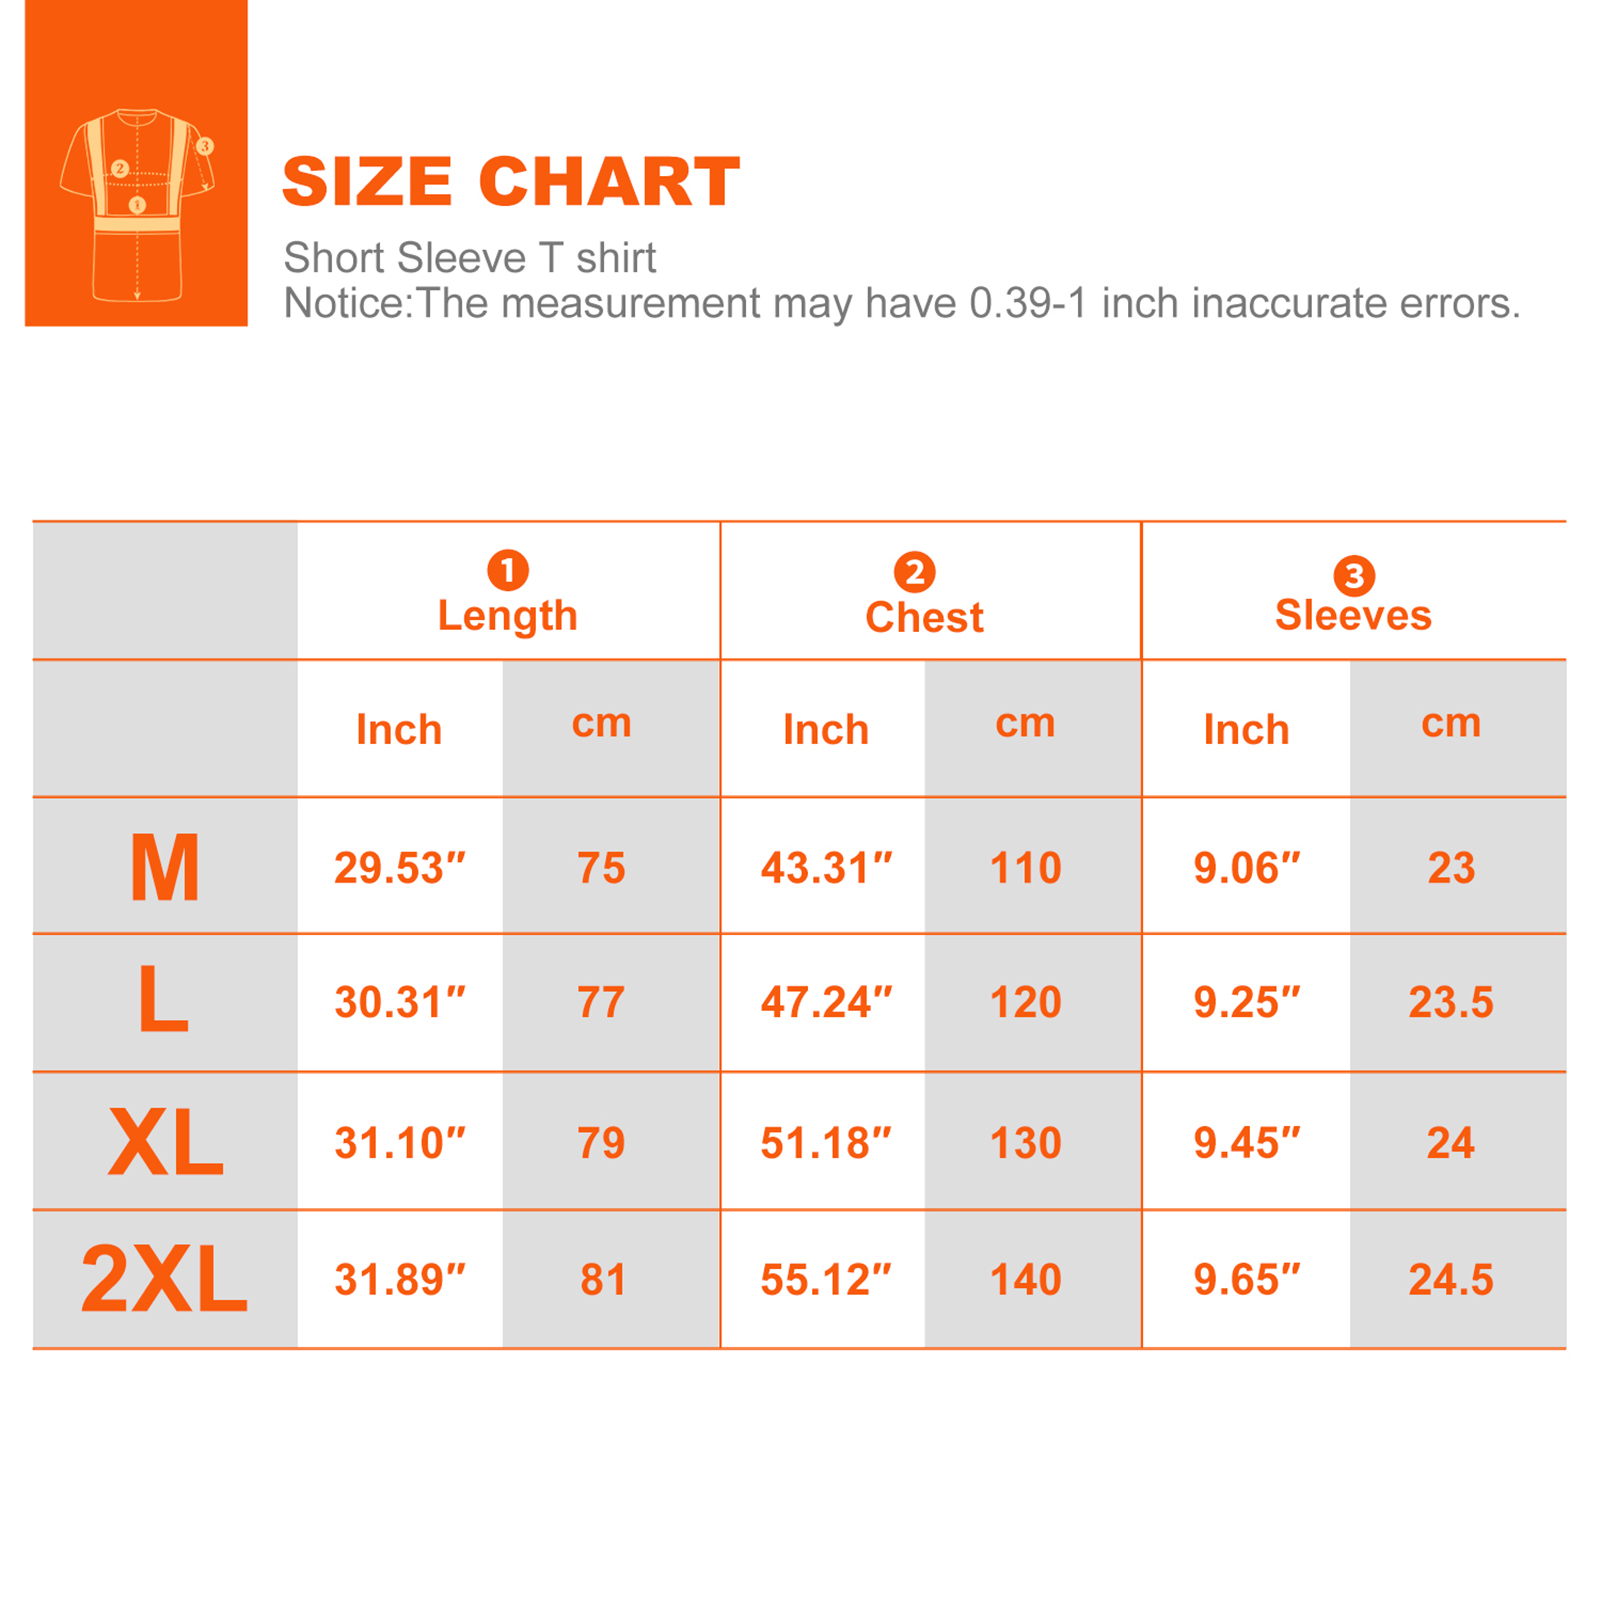 3
2
1
SIZE CHART
Short Sleeve T shirt
Notice:The measurement may have 0.39-1 inch inaccurate errors.
1 2 3
Length Chest Sleeves
Inch cm Inch cm Inch cm
M 29.53″ 75 43.31″ 110 9.06″ 23
L 30.31″ 77 47.24″ 120 9.25″ 23.5
XL 31.10″ 79 51.18″ 130 9.45″ 24
2XL 31.89″ 81 55.12″ 140 9.65″ 24.5